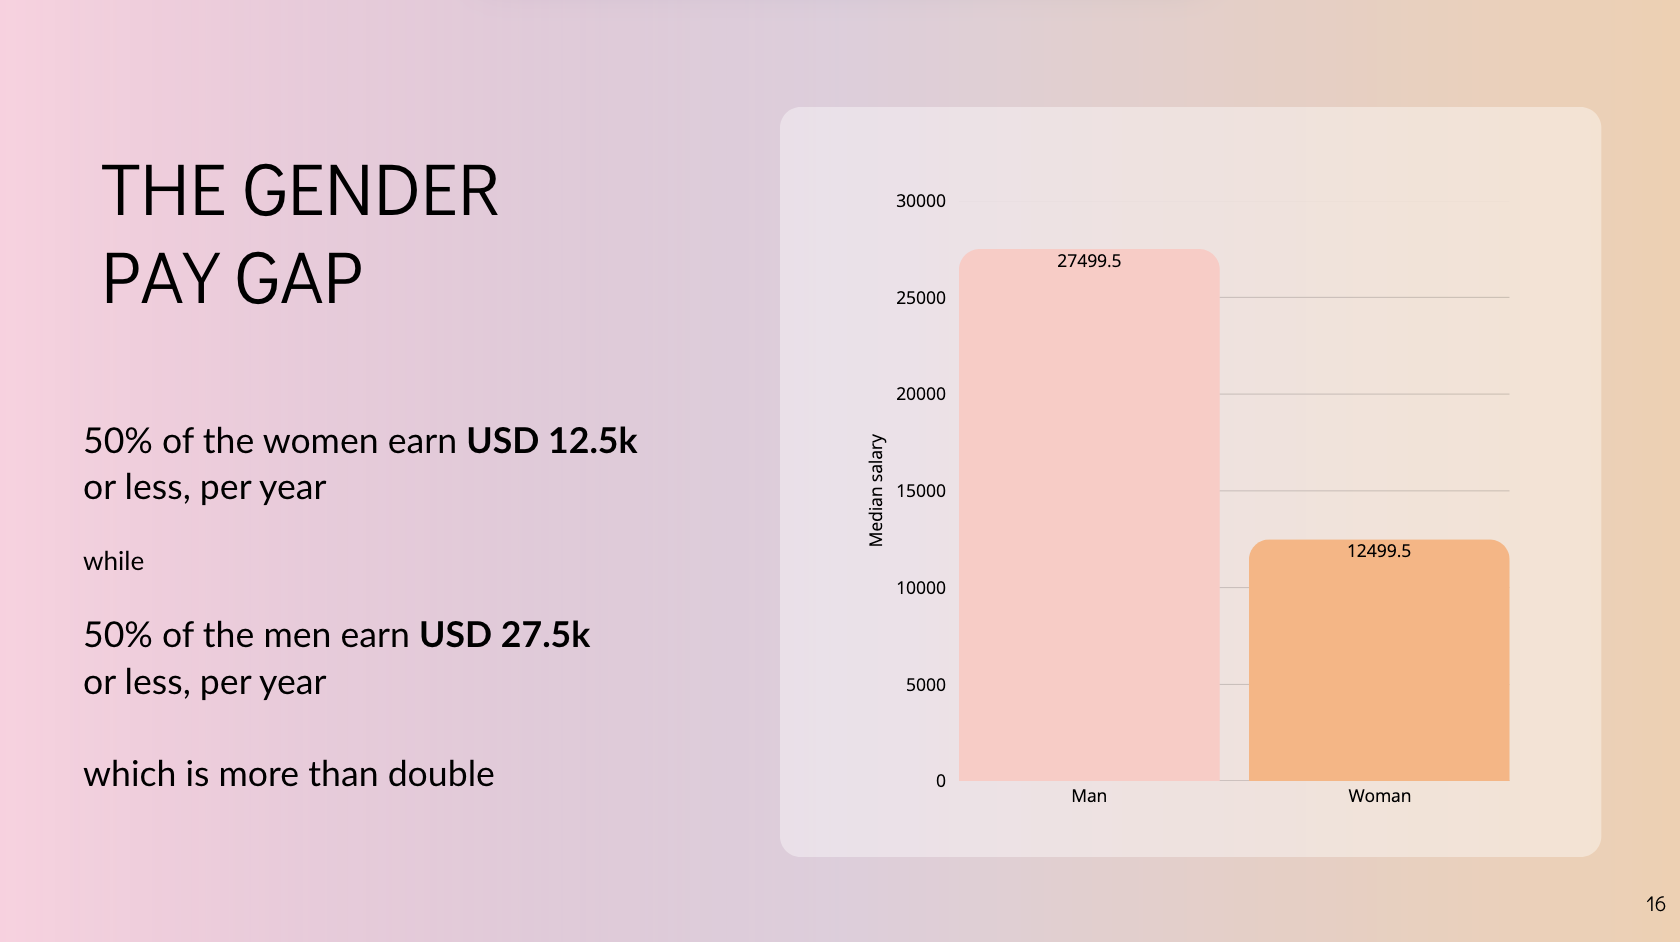 THE GENDER
PAY GAP
50% of the women earn USD 12.5k
or less, per year
while
50% of the men earn USD 27.5k
or less, per year
which is more than double
Median salary
30000
25000
20000
15000
10000
5000
0
27499.5
12499.5
Man
Woman
16